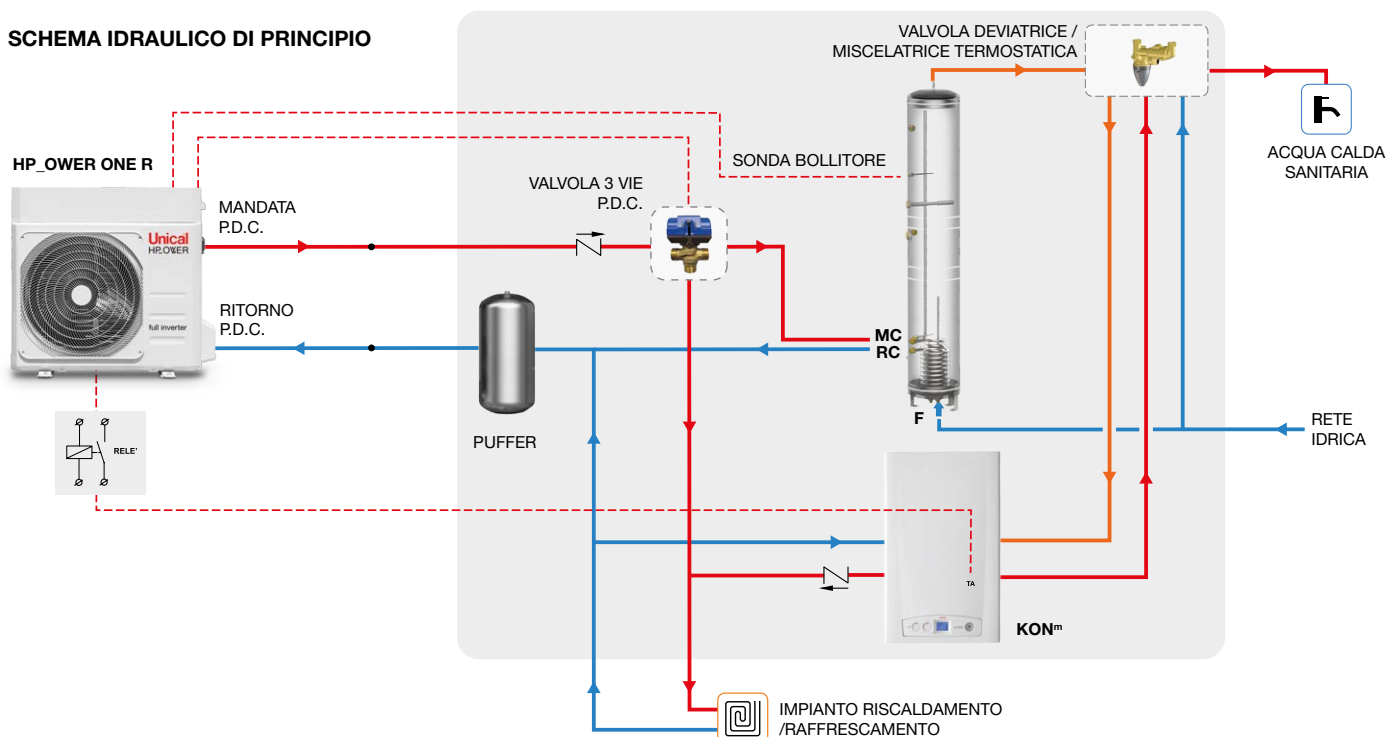 SCHEMA IDRAULICO DI PRINCIPIO
VALVOLA DEVIATRICE /
MISCELATRICE TERMOSTATICA
HP_OWER ONE R
MANDATA
P.D.C.
VALVOLA 3 VIE
P.D.C.
SONDA BOLLITORE
ACQUA CALDA
SANITARIA
Unical
HP_OWER
full inverter
RITORNO
P.D.C.
MC
RC
F
PUFFER
RETE
IDRICA
RELE'
TA
KONᵐ
IMPIANTO RISCALDAMENTO
/RAFFRESCAMENTO